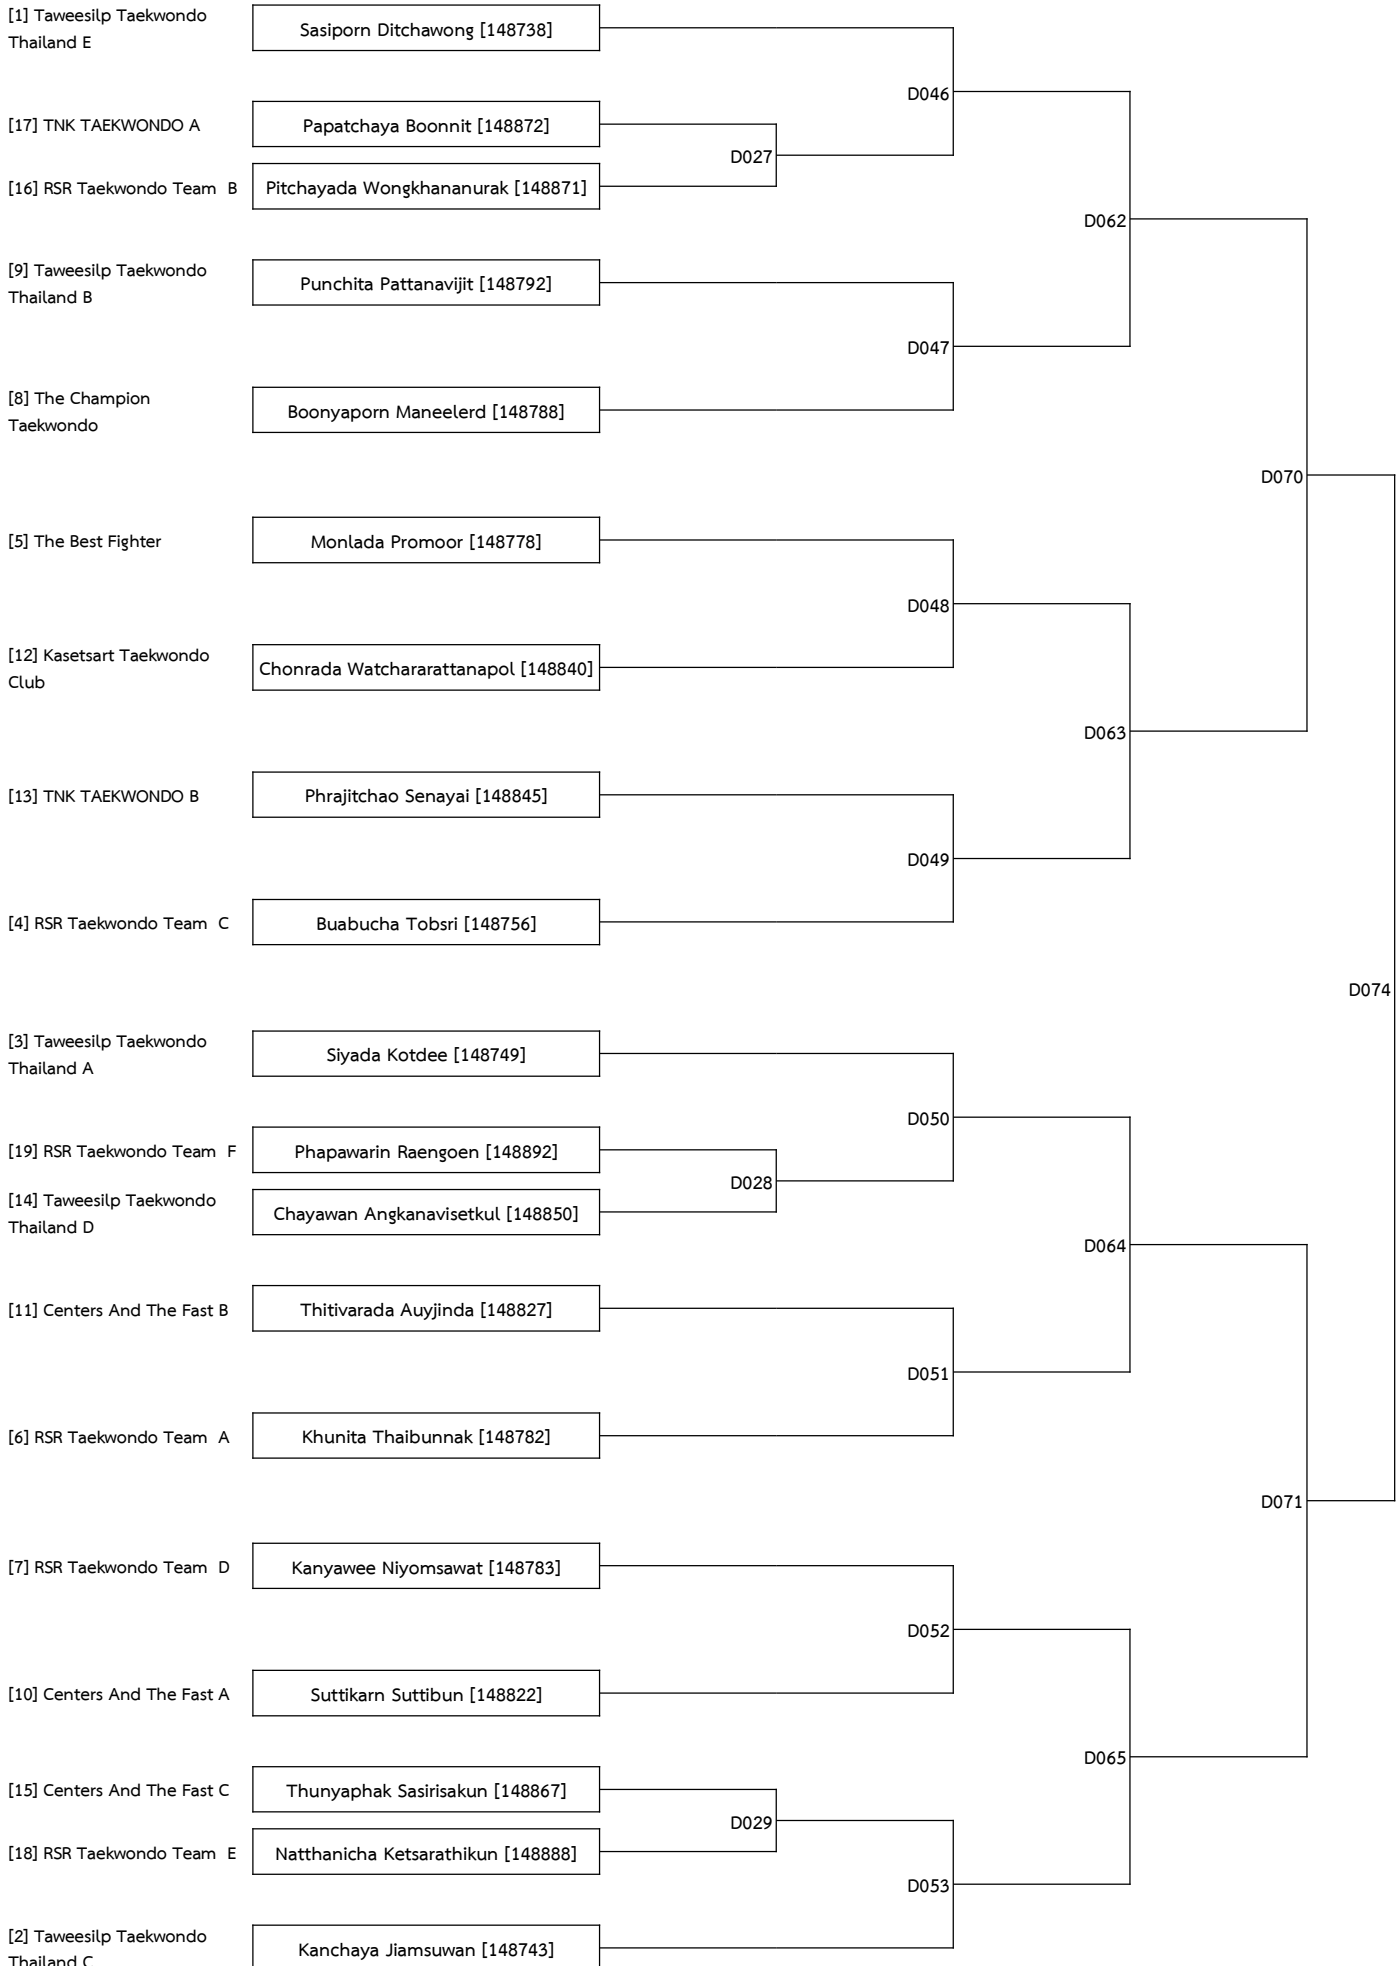 [1] Taweesilp Taekwondo
Thailand E
Sasiporn Ditchawong [148738]
D046
[17] TNK TAEKWONDO A
Papatchaya Boonnit [148872]
D027
[16] RSR Taekwondo Team  B
Pitchayada Wongkhananurak [148871]
D062
[9] Taweesilp Taekwondo
Thailand B
Punchita Pattanavijit [148792]
D047
[8] The Champion
Taekwondo
Boonyaporn Maneelerd [148788]
D070
[5] The Best Fighter
Monlada Promoor [148778]
D048
[12] Kasetsart Taekwondo
Club
Chonrada Watchararattanapol [148840]
D063
[13] TNK TAEKWONDO B
Phrajitchao Senayai [148845]
D049
[4] RSR Taekwondo Team  C
Buabucha Tobsri [148756]
D074
[3] Taweesilp Taekwondo
Thailand A
Siyada Kotdee [148749]
D050
[19] RSR Taekwondo Team  F
Phapawarin Raengoen [148892]
D028
[14] Taweesilp Taekwondo
Thailand D
Chayawan Angkanavisetkul [148850]
D064
[11] Centers And The Fast B
Thitivarada Auyjinda [148827]
D051
[6] RSR Taekwondo Team  A
Khunita Thaibunnak [148782]
D071
[7] RSR Taekwondo Team  D
Kanyawee Niyomsawat [148783]
D052
[10] Centers And The Fast A
Suttikarn Suttibun [148822]
D065
[15] Centers And The Fast C
Thunyaphak Sasirisakun [148867]
D029
[18] RSR Taekwondo Team  E
Natthanicha Ketsarathikun [148888]
D053
[2] Taweesilp Taekwondo
Thailand C
Kanchaya Jiamsuwan [148743]